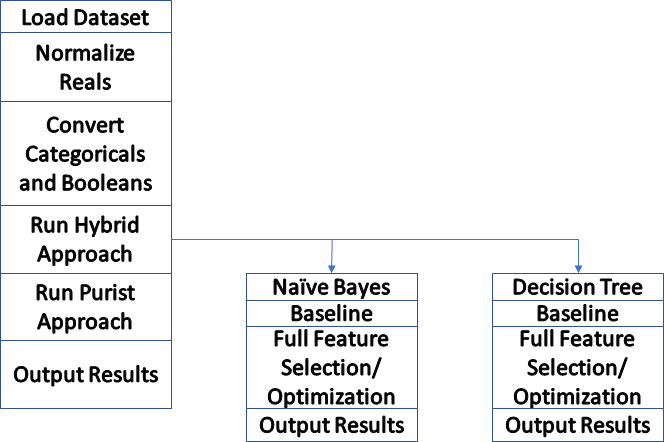 Load Dataset
Normalize
Reals
Convert
Categoricals
and Booleans
Run Hybrid
Approach
Run Purist
Approach
Output Results
Naïve Bayes
Baseline
Full Feature
Selection/
Optimization
Output Results
Decision Tree
Baseline
Full Feature
Selection/
Optimization
Output Results